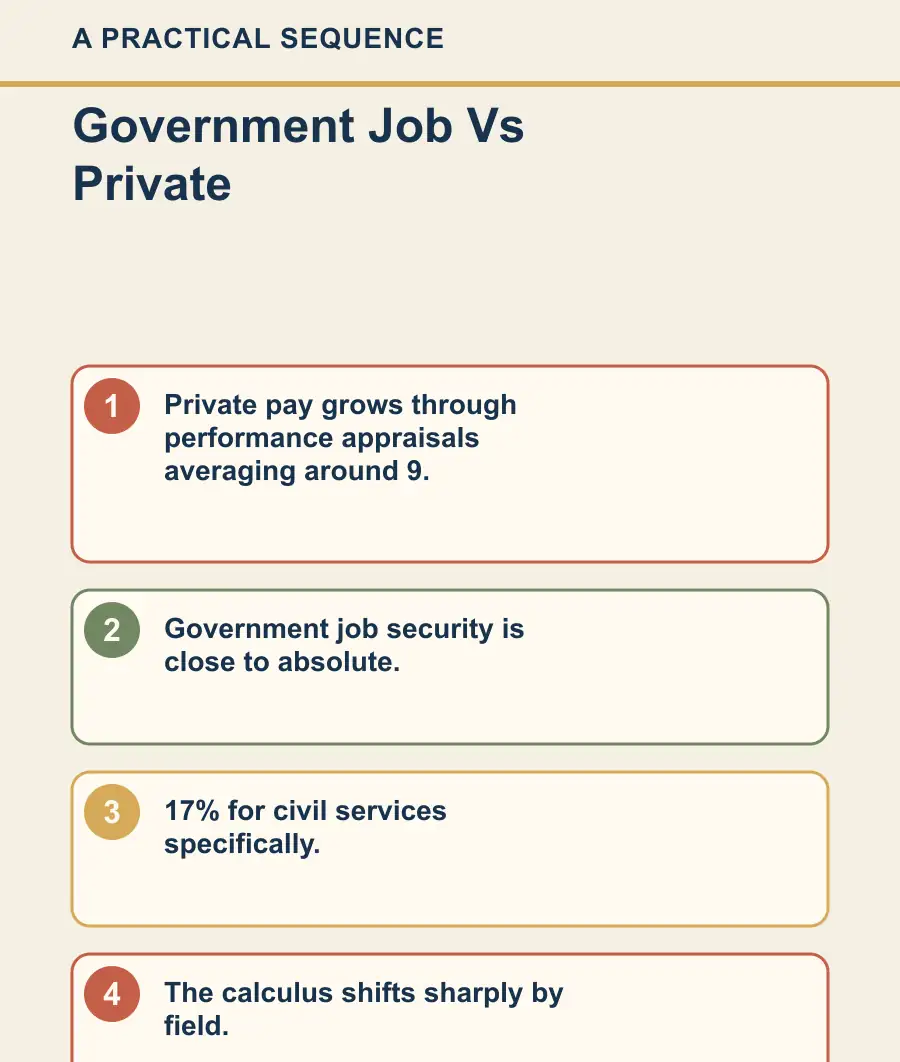 A PRACTICAL SEQUENCE
Government Job Vs
Private
1
Private pay grows through
performance appraisals
averaging around 9.
2
Government job security is
close to absolute.
3
17% for civil services
specifically.
4
The calculus shifts sharply by
field.